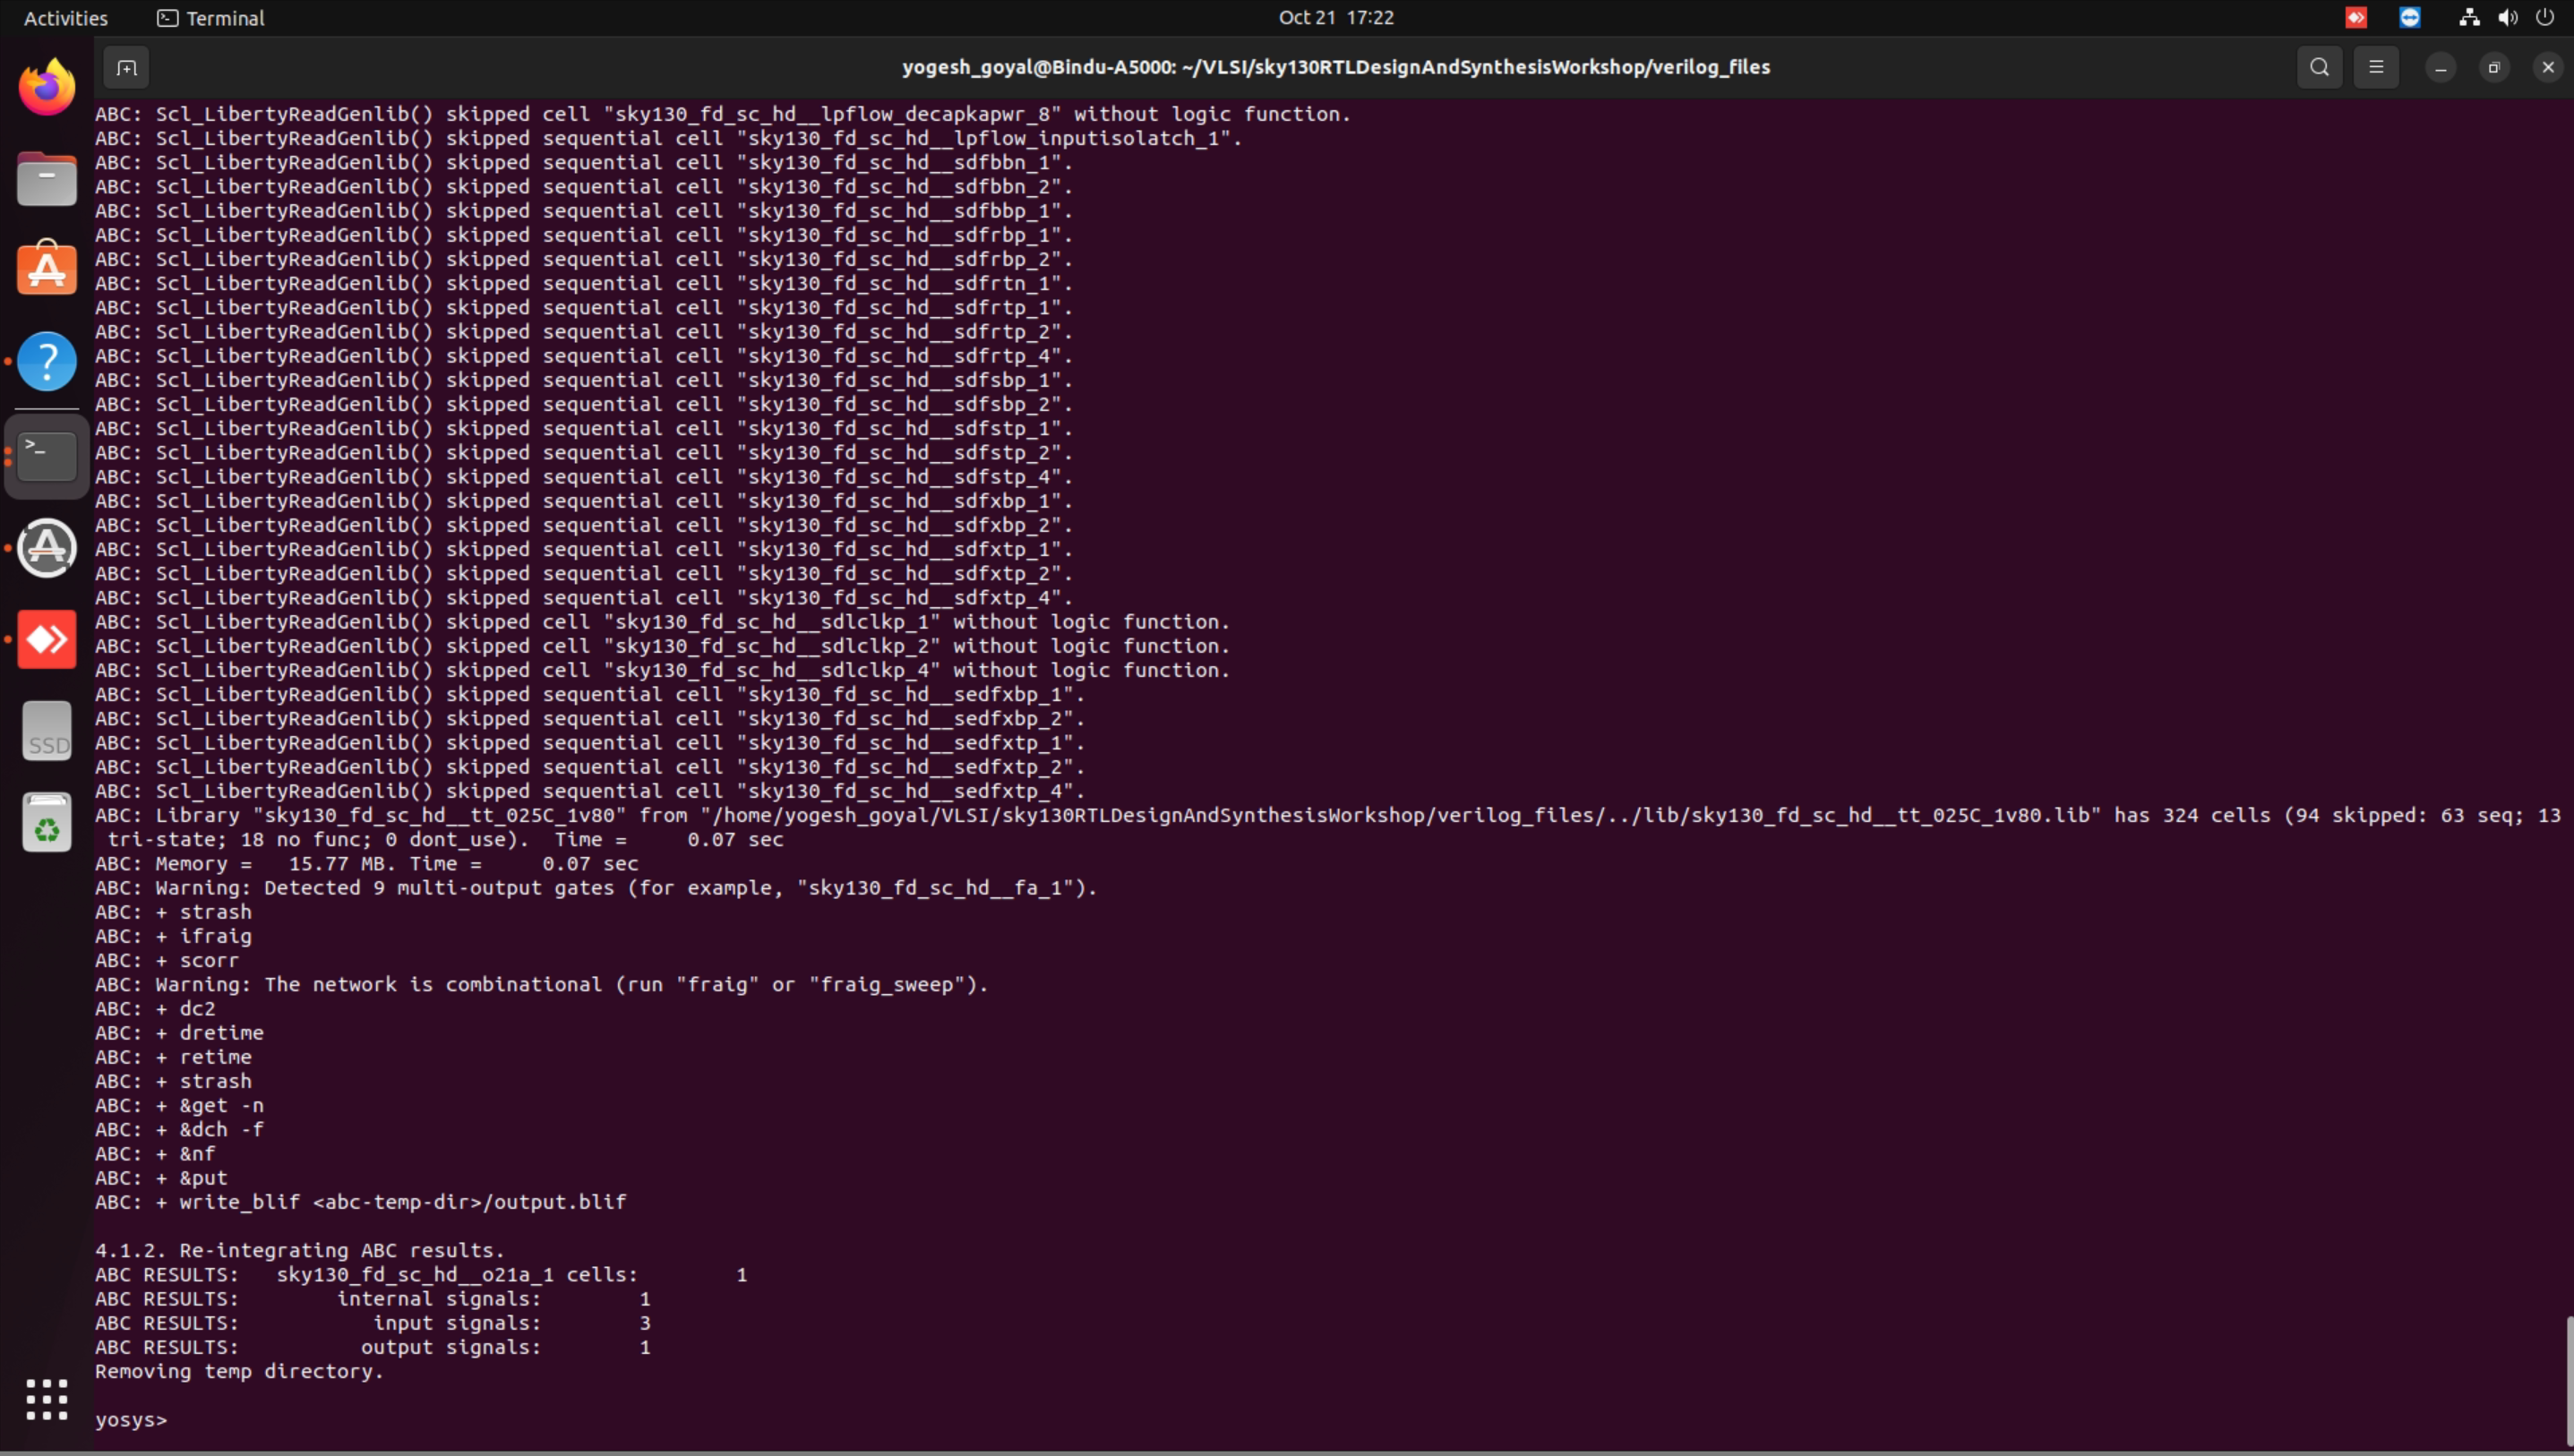 Activities
Terminal
Oct 21 17:22
yogesh_goyal@Bindu-A5000: ~/VLSI/sky130RTLDesignAndSynthesisWorkshop/verilog_files
ABC: Scl_LibertyReadGenlib() skipped cell "sky130_fd_sc_hd__lpflow_decapkapwr_8" without logic function.
ABC: Scl_LibertyReadGenlib() skipped sequential cell "sky130_fd_sc_hd__lpflow_inputisolatch_1".
ABC: Scl_LibertyReadGenlib() skipped sequential cell "sky130_fd_sc_hd__sdfbbn_1".
ABC: Scl_LibertyReadGenlib() skipped sequential cell "sky130_fd_sc_hd__sdfbbn_2".
ABC: Scl_LibertyReadGenlib() skipped sequential cell "sky130_fd_sc_hd__sdfbbp_1".
ABC: Scl_LibertyReadGenlib() skipped sequential cell "sky130_fd_sc_hd__sdfrbp_1".
ABC: Scl_LibertyReadGenlib() skipped sequential cell "sky130_fd_sc_hd__sdfrbp_2".
ABC: Scl_LibertyReadGenlib() skipped sequential cell "sky130_fd_sc_hd__sdfrtn_1".
ABC: Scl_LibertyReadGenlib() skipped sequential cell "sky130_fd_sc_hd__sdfrtp_1".
ABC: Scl_LibertyReadGenlib() skipped sequential cell "sky130_fd_sc_hd__sdfrtp_2".
ABC: Scl_LibertyReadGenlib() skipped sequential cell "sky130_fd_sc_hd__sdfrtp_4".
ABC: Scl_LibertyReadGenlib() skipped sequential cell "sky130_fd_sc_hd__sdfsbp_1".
ABC: Scl_LibertyReadGenlib() skipped sequential cell "sky130_fd_sc_hd__sdfsbp_2".
ABC: Scl_LibertyReadGenlib() skipped sequential cell "sky130_fd_sc_hd__sdfstp_1".
ABC: Scl_LibertyReadGenlib() skipped sequential cell "sky130_fd_sc_hd__sdfstp_2".
ABC: Scl_LibertyReadGenlib() skipped sequential cell "sky130_fd_sc_hd__sdfstp_4".
ABC: Scl_LibertyReadGenlib() skipped sequential cell "sky130_fd_sc_hd__sdfxbp_1".
ABC: Scl_LibertyReadGenlib() skipped sequential cell "sky130_fd_sc_hd__sdfxbp_2".
ABC: Scl_LibertyReadGenlib() skipped sequential cell "sky130_fd_sc_hd__sdfxtp_1".
ABC: Scl_LibertyReadGenlib() skipped sequential cell "sky130_fd_sc_hd__sdfxtp_2".
ABC: Scl_LibertyReadGenlib() skipped sequential cell "sky130_fd_sc_hd__sdfxtp_4".
ABC: Scl_LibertyReadGenlib() skipped cell "sky130_fd_sc_hd__sdlclkp_1" without logic function.
ABC: Scl_LibertyReadGenlib() skipped cell "sky130_fd_sc_hd__sdlclkp_2" without logic function.
ABC: Scl_LibertyReadGenlib() skipped cell "sky130_fd_sc_hd__sdlclkp_4" without logic function.
ABC: Scl_LibertyReadGenlib() skipped sequential cell "sky130_fd_sc_hd__sedfxbp_1".
ABC: Scl_LibertyReadGenlib() skipped sequential cell "sky130_fd_sc_hd__sedfxbp_2".
ABC: Scl_LibertyReadGenlib() skipped sequential cell "sky130_fd_sc_hd__sedfxtp_1".
ABC: Scl_LibertyReadGenlib() skipped sequential cell "sky130_fd_sc_hd__sedfxtp_2".
ABC: Scl_LibertyReadGenlib() skipped sequential cell "sky130_fd_sc_hd__sedfxtp_4".
ABC: Library "sky130_fd_sc_hd__tt_025C_1v80" from "/home/yogesh_goyal/VLSI/sky130RTLDesignAndSynthesisWorkshop/verilog_files/../lib/sky130_fd_sc_hd__tt_025C_1v80.lib" has 324 cells (94 skipped: 63 seq; 13
tri-state; 18 no func; 0 dont_use).  Time =     0.07 sec
ABC: Memory =   15.77 MB. Time =     0.07 sec
ABC: Warning: Detected 9 multi-output gates (for example, "sky130_fd_sc_hd__fa_1").
ABC: + strash
ABC: + ifraig
ABC: + scorr
ABC: Warning: The network is combinational (run "fraig" or "fraig_sweep").
ABC: + dc2
ABC: + dretime
ABC: + retime
ABC: + strash
ABC: + &get -n
ABC: + &dch -f
ABC: + &nf
ABC: + &put
ABC: + write_blif <abc-temp-dir>/output.blif
4.1.2. Re-integrating ABC results.
ABC RESULTS:   sky130_fd_sc_hd__o21a_1 cells:        1
ABC RESULTS:        internal signals:        1
ABC RESULTS:           input signals:        3
ABC RESULTS:          output signals:        1
Removing temp directory.
yosys>
SSD